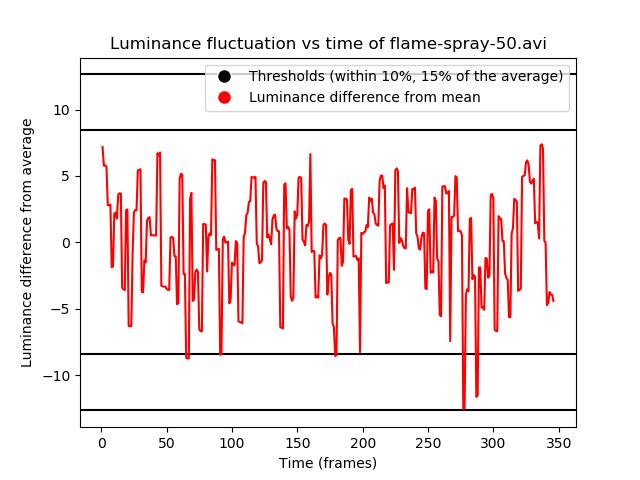 Luminance fluctuation vs time of flame-spray-50.avi
Thresholds (within 10%, 15% of the average)
Luminance difference from mean
Luminance difference from average
10
5
0
−5
−10
0 50 100 150 200 250 300 350
Time (frames)